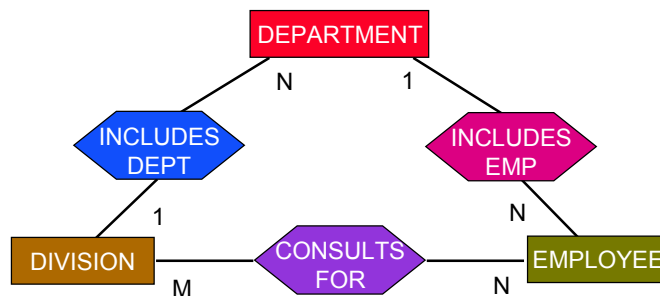 DEPARTMENT
N
1
INCLUDES
DEPT
INCLUDES
EMP
1
N
DIVISION
CONSULTS
FOR
EMPLOYEE
M
N